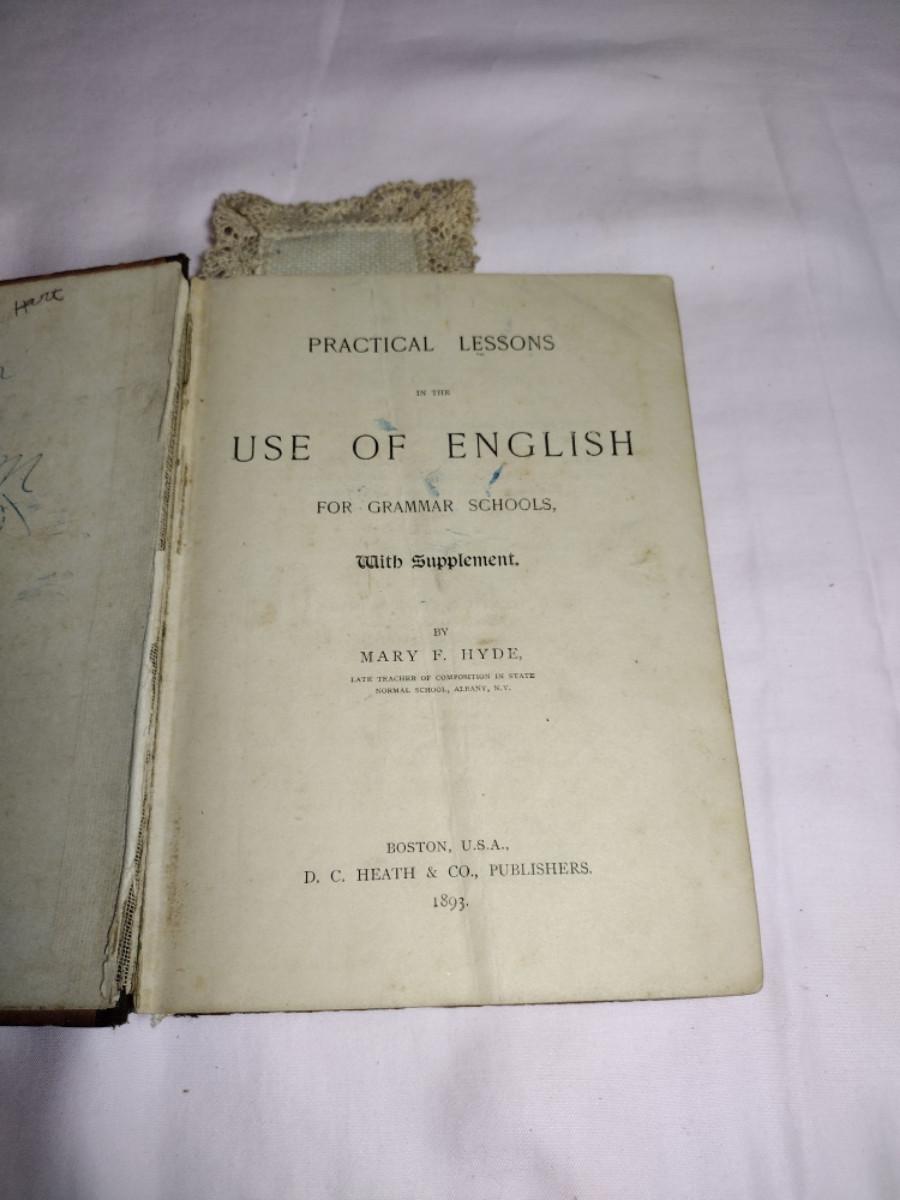 Hart
PRACTICAL LESSONS
IN THE
USE OF ENGLISH
FOR GRAMMAR SCHOOLS,
With Supplement.
BY
MARY F. HYDE,
LATE TEACHER OF COMPOSITION IN STATE
NORMAL SCHOOL, ALBANY, N.Y.
BOSTON, U.S.A.,
D. C. HEATH & CO., PUBLISHERS.
1893.